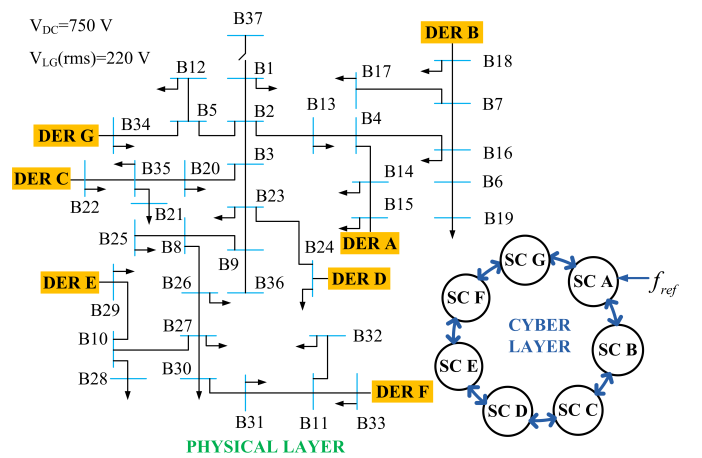 V_DC=750 V
V_LG(rms)=220 V
B37
DER B
B12
B1
B17
B18
B13
B7
B5
B2
B4
B34
DER G
B16
B3
B35
B20
B14
B6
DER C
B23
B15
B22
B21
B19
B25
B8
B24
DER A
B9
DER E
B26
B36
DER D
B29
B27
B32
B10
B28
B30
DER F
B31
B11
B33
PHYSICAL LAYER
SC G
SC A
f_ref
SC F
CYBER
LAYER
SC B
SC E
SC D
SC C